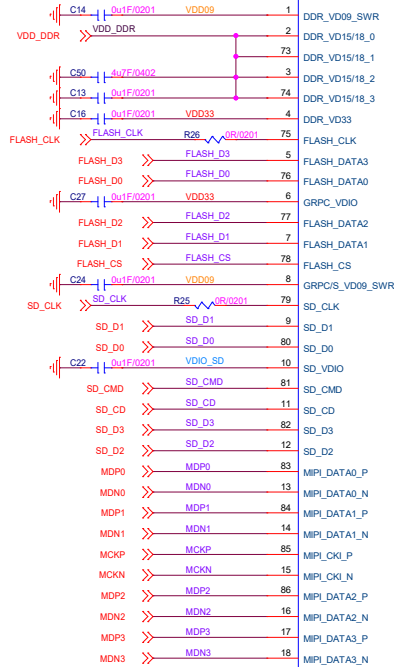 C14 0u1F/0201 VDD09 1 DDR_VD09_SWR
VDD_DDR VDD_DDR 2 DDR_VD15/18_0
73 DDR_VD15/18_1
C50 4u7F/0402 3 DDR_VD15/18_2
C13 0u1F/0201 74 DDR_VD15/18_3
C16 0u1F/0201 VDD33 4 DDR_VD33
FLASH_CLK FLASH_CLK R26 0R/0201 75 FLASH_CLK
FLASH_D3 FLASH_D3 5 FLASH_DATA3
FLASH_D0 FLASH_D0 76 FLASH_DATA0
C27 0u1F/0201 VDD33 6 GRPC_VDIO
FLASH_D2 FLASH_D2 77 FLASH_DATA2
FLASH_D1 FLASH_D1 7 FLASH_DATA1
FLASH_CS FLASH_CS 78 FLASH_CS
C24 0u1F/0201 VDD09 8 GRPC/S_VD09_SWR
SD_CLK SD_CLK R25 0R/0201 79 SD_CLK
SD_D1 SD_D1 9 SD_D1
SD_D0 SD_D0 80 SD_D0
C22 0u1F/0201 VDIO_SD 10 SD_VDIO
SD_CMD SD_CMD 81 SD_CMD
SD_CD SD_CD 11 SD_CD
SD_D3 SD_D3 82 SD_D3
SD_D2 SD_D2 12 SD_D2
MDP0 MDP0 83 MIPI_DATA0_P
MDN0 MDN0 13 MIPI_DATA0_N
MDP1 MDP1 84 MIPI_DATA1_P
MDN1 MDN1 14 MIPI_DATA1_N
MCKP MCKP 85 MIPI_CKI_P
MCKN MCKN 15 MIPI_CKI_N
MDP2 MDP2 86 MIPI_DATA2_P
MDN2 MDN2 16 MIPI_DATA2_N
MDP3 MDP3 17 MIPI_DATA3_P
MDN3 MDN3 18 MIPI_DATA3_N